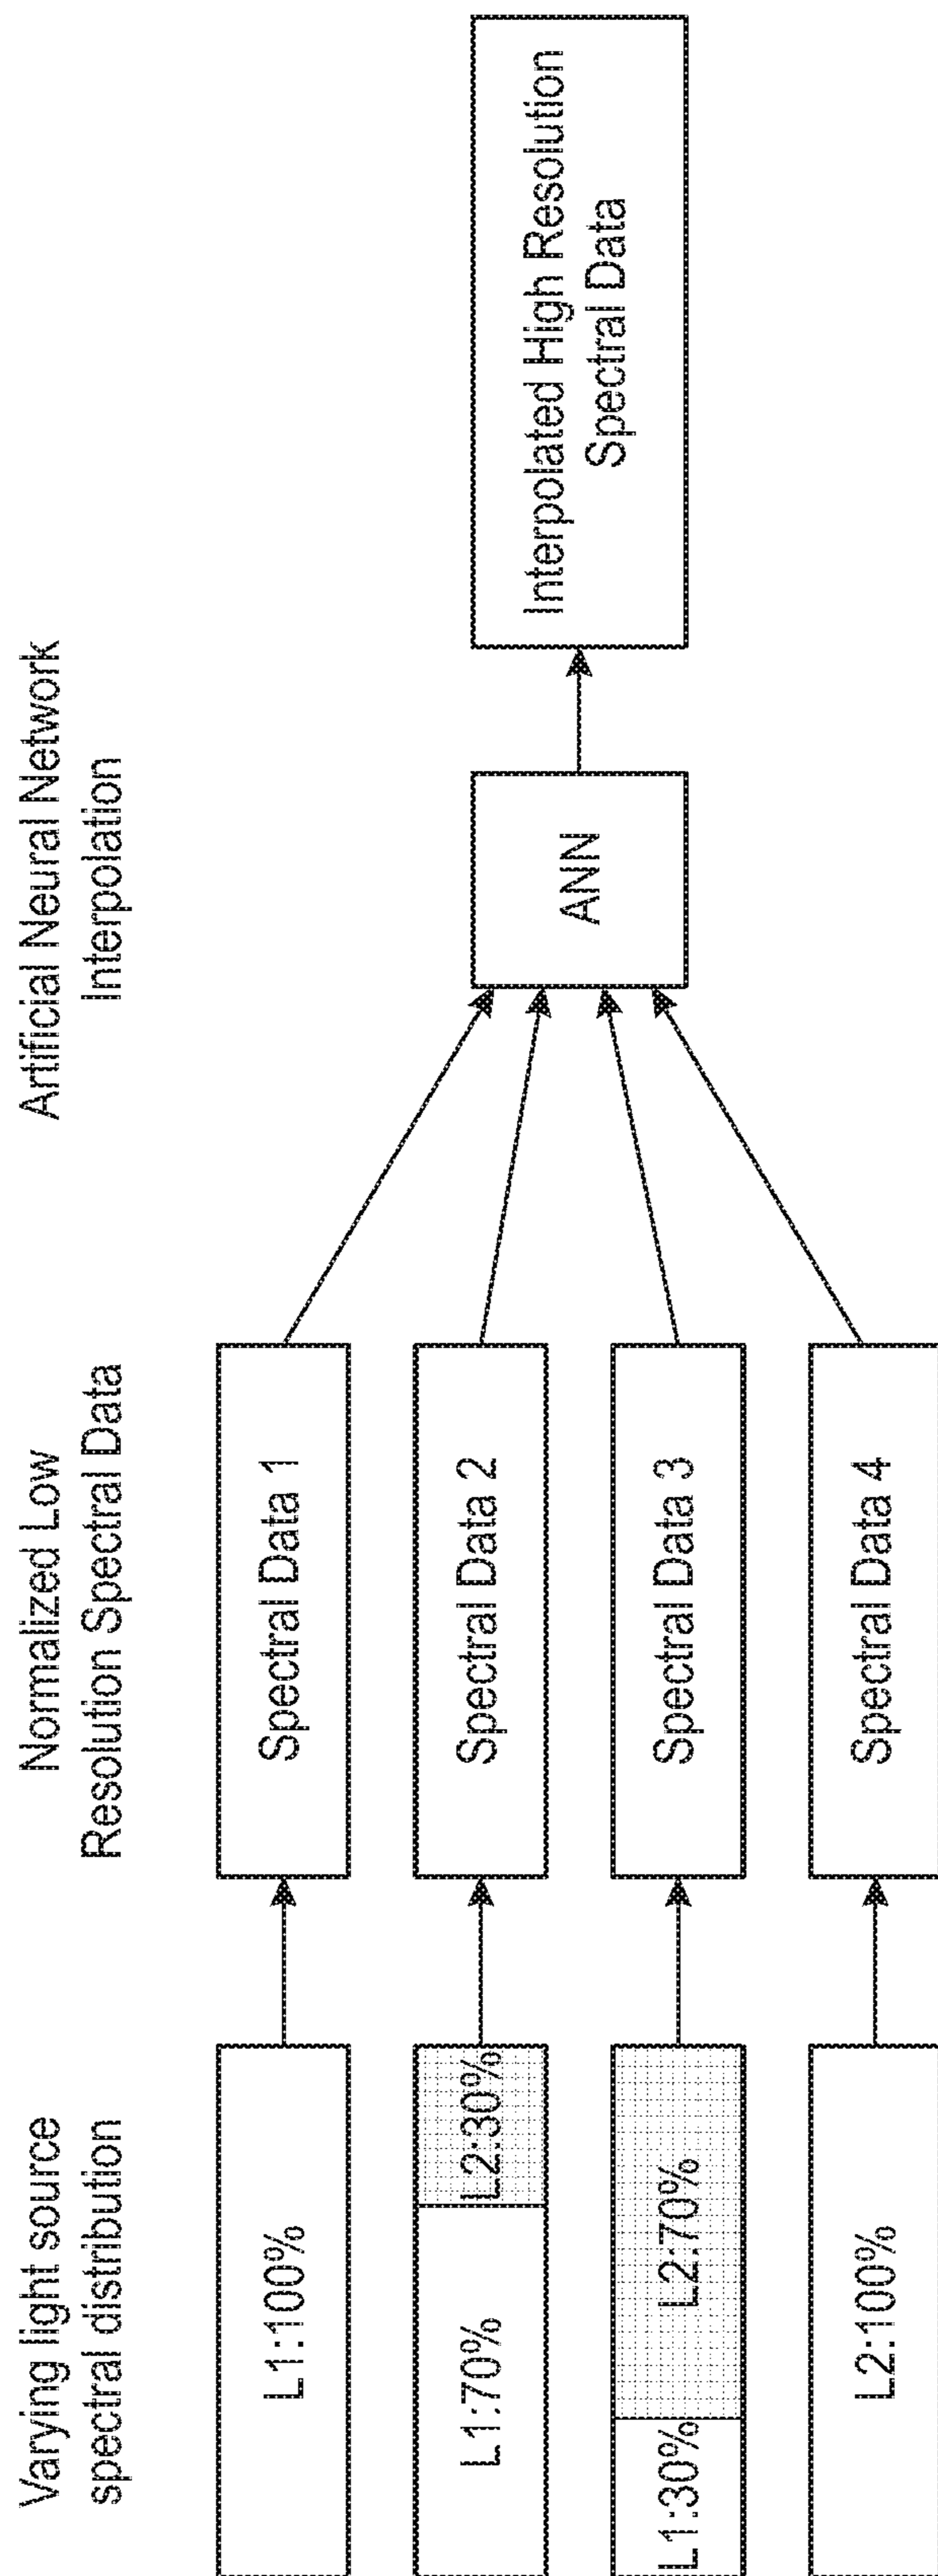 Varying light source
spectral distribution
Normalized Low
Resolution Spectral Data
Artificial Neural Network
Interpolation
L1:100%
Spectral Data 1
L1:70%
L2:30%
Spectral Data 2
L1:30%
L2:70%
Spectral Data 3
L2:100%
Spectral Data 4
ANN
Interpolated High Resolution
Spectral Data